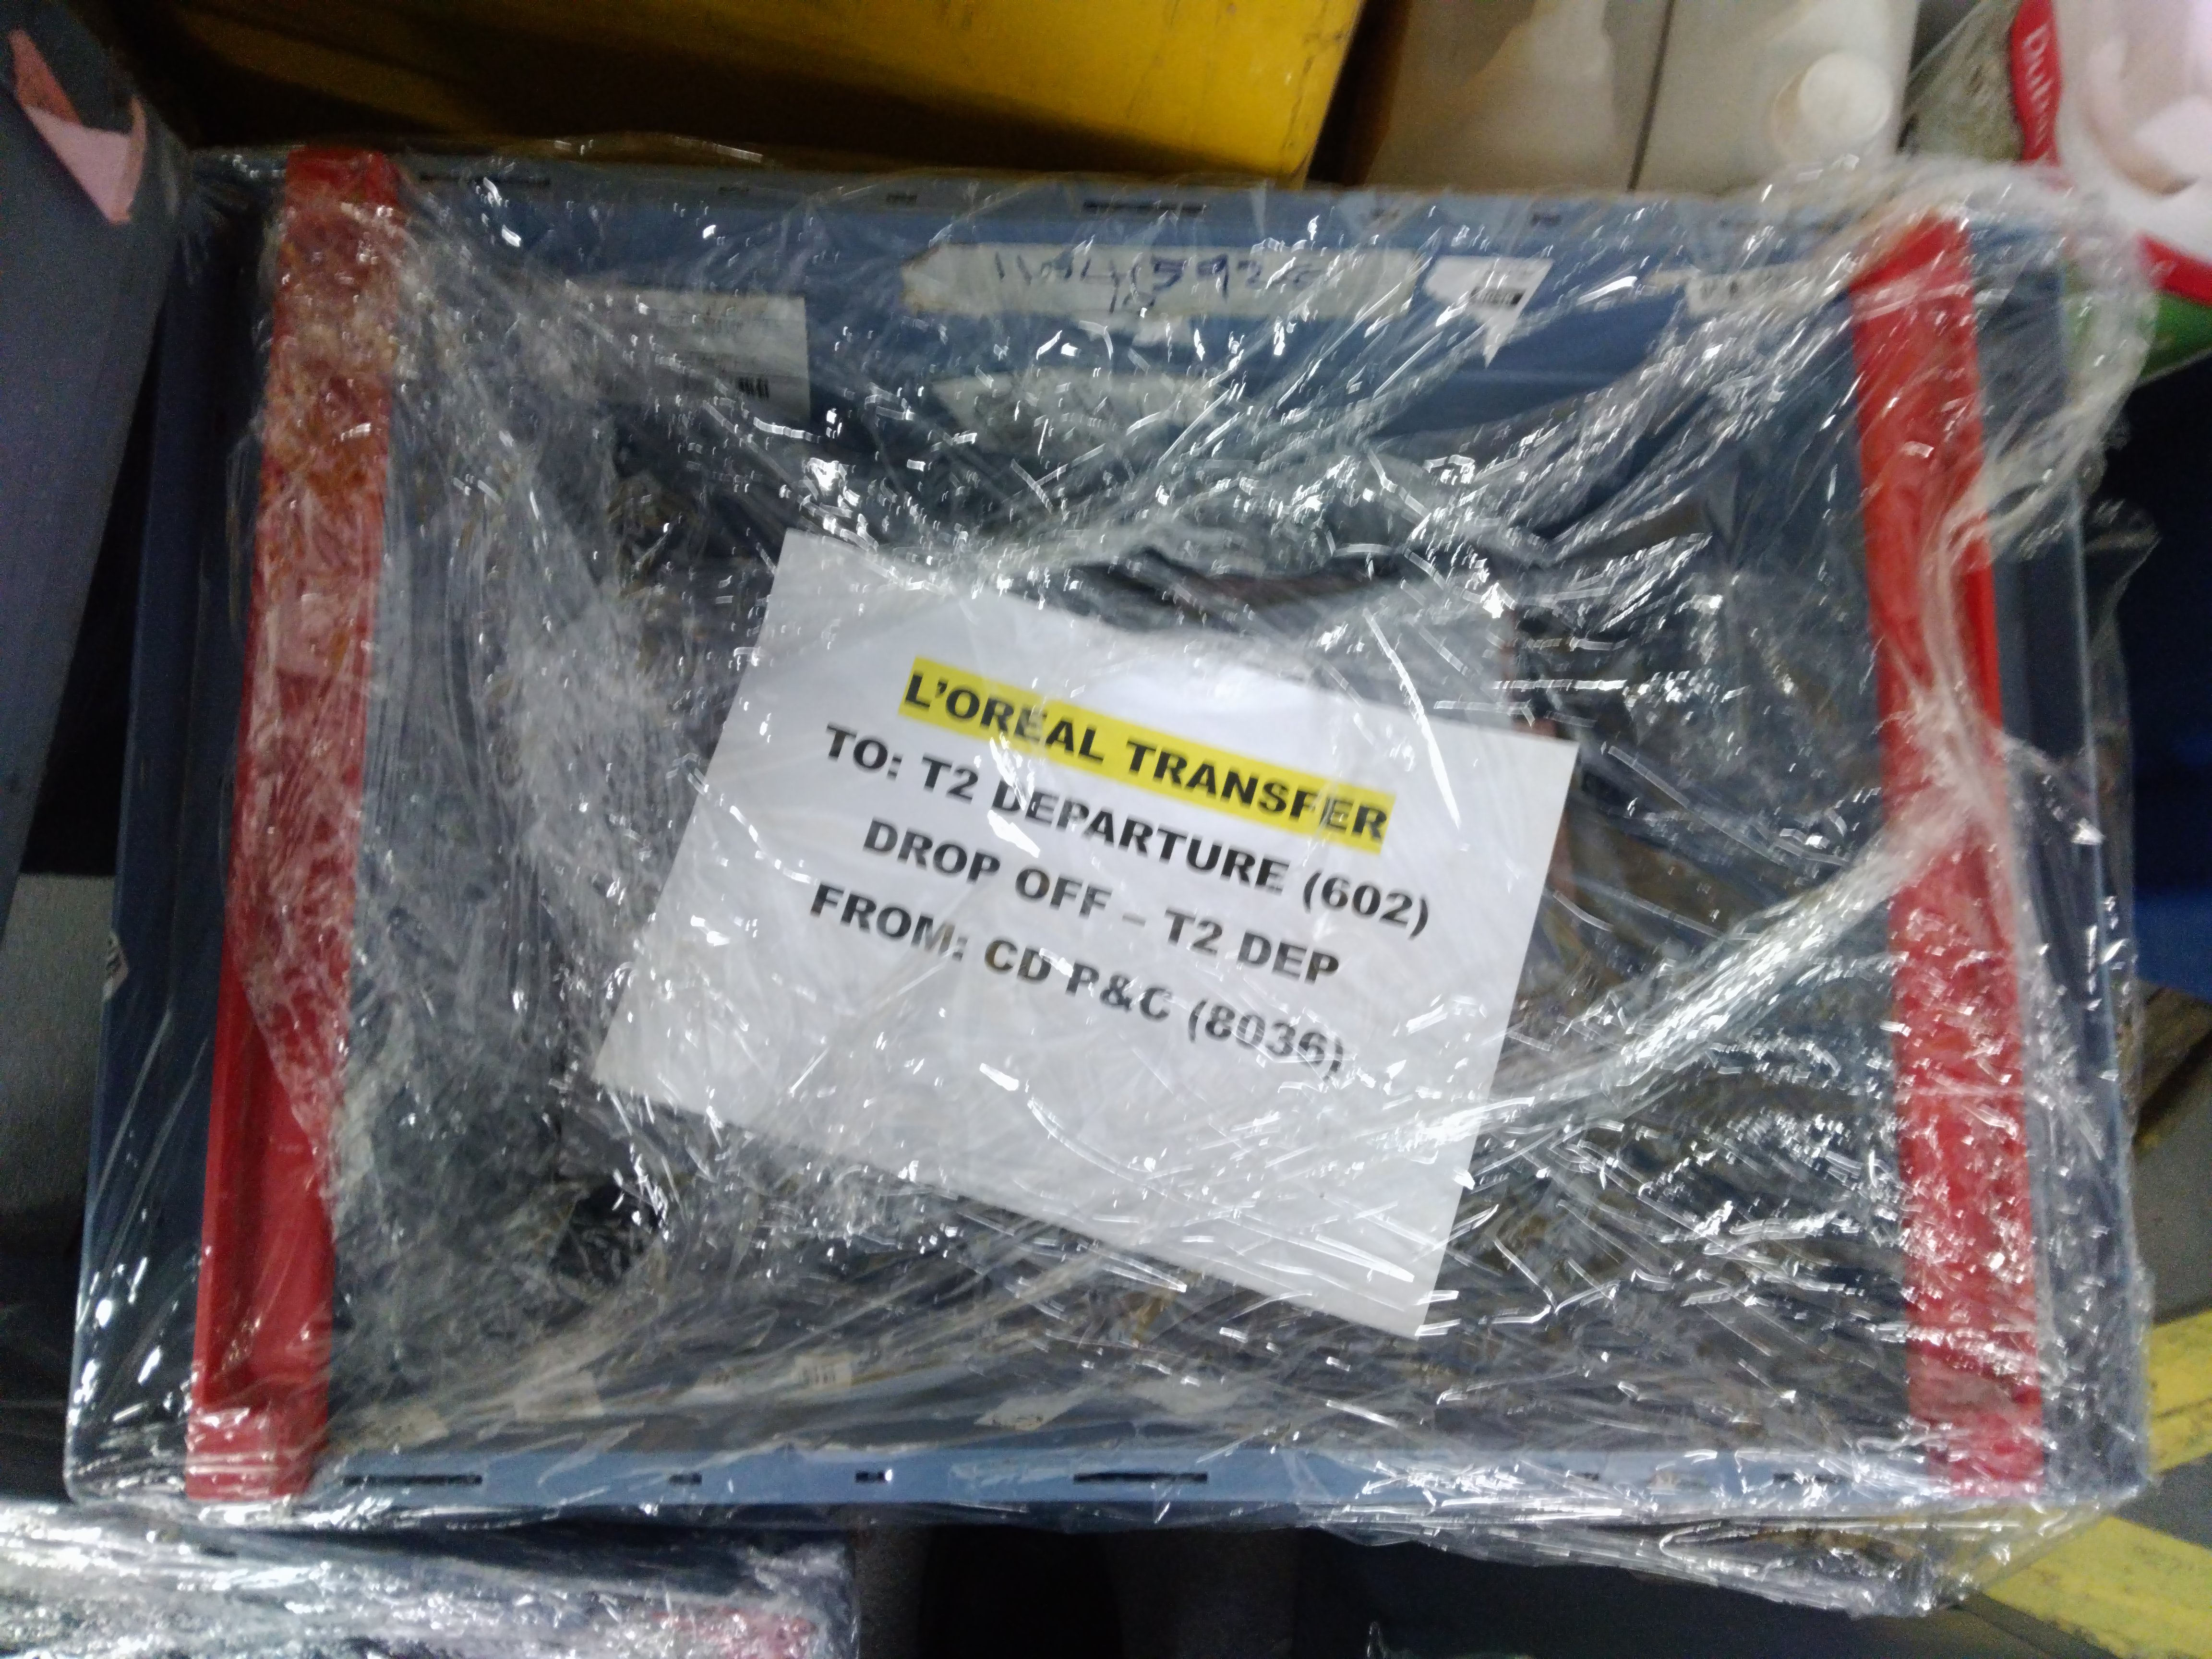 L'OREAL TRANSFER
TO: T2 DEPARTURE (602)
DROP OFF – T2 DEP
FROM: CD P&C (8036)